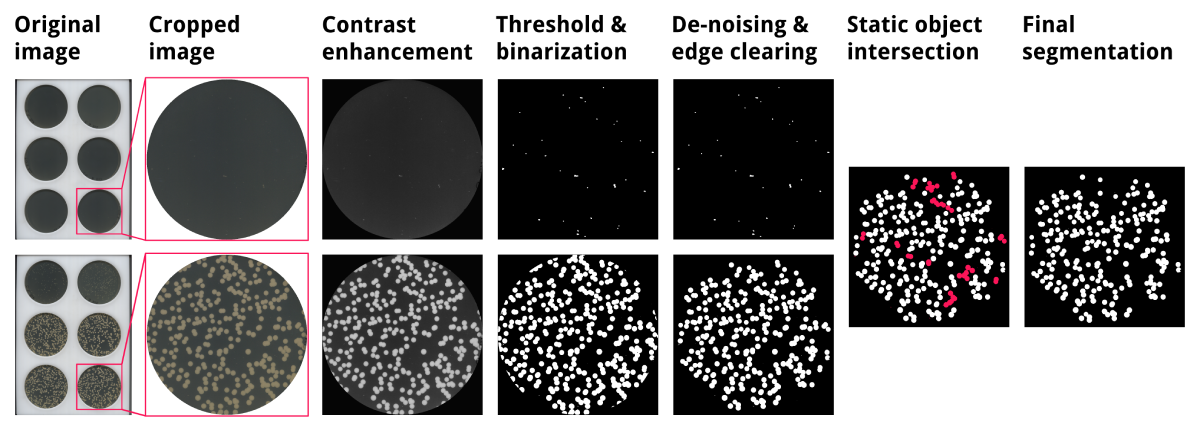 Original
image
Cropped
image
Contrast
enhancement
Threshold &
binarization
De-noising &
edge clearing
Static object
intersection
Final
segmentation